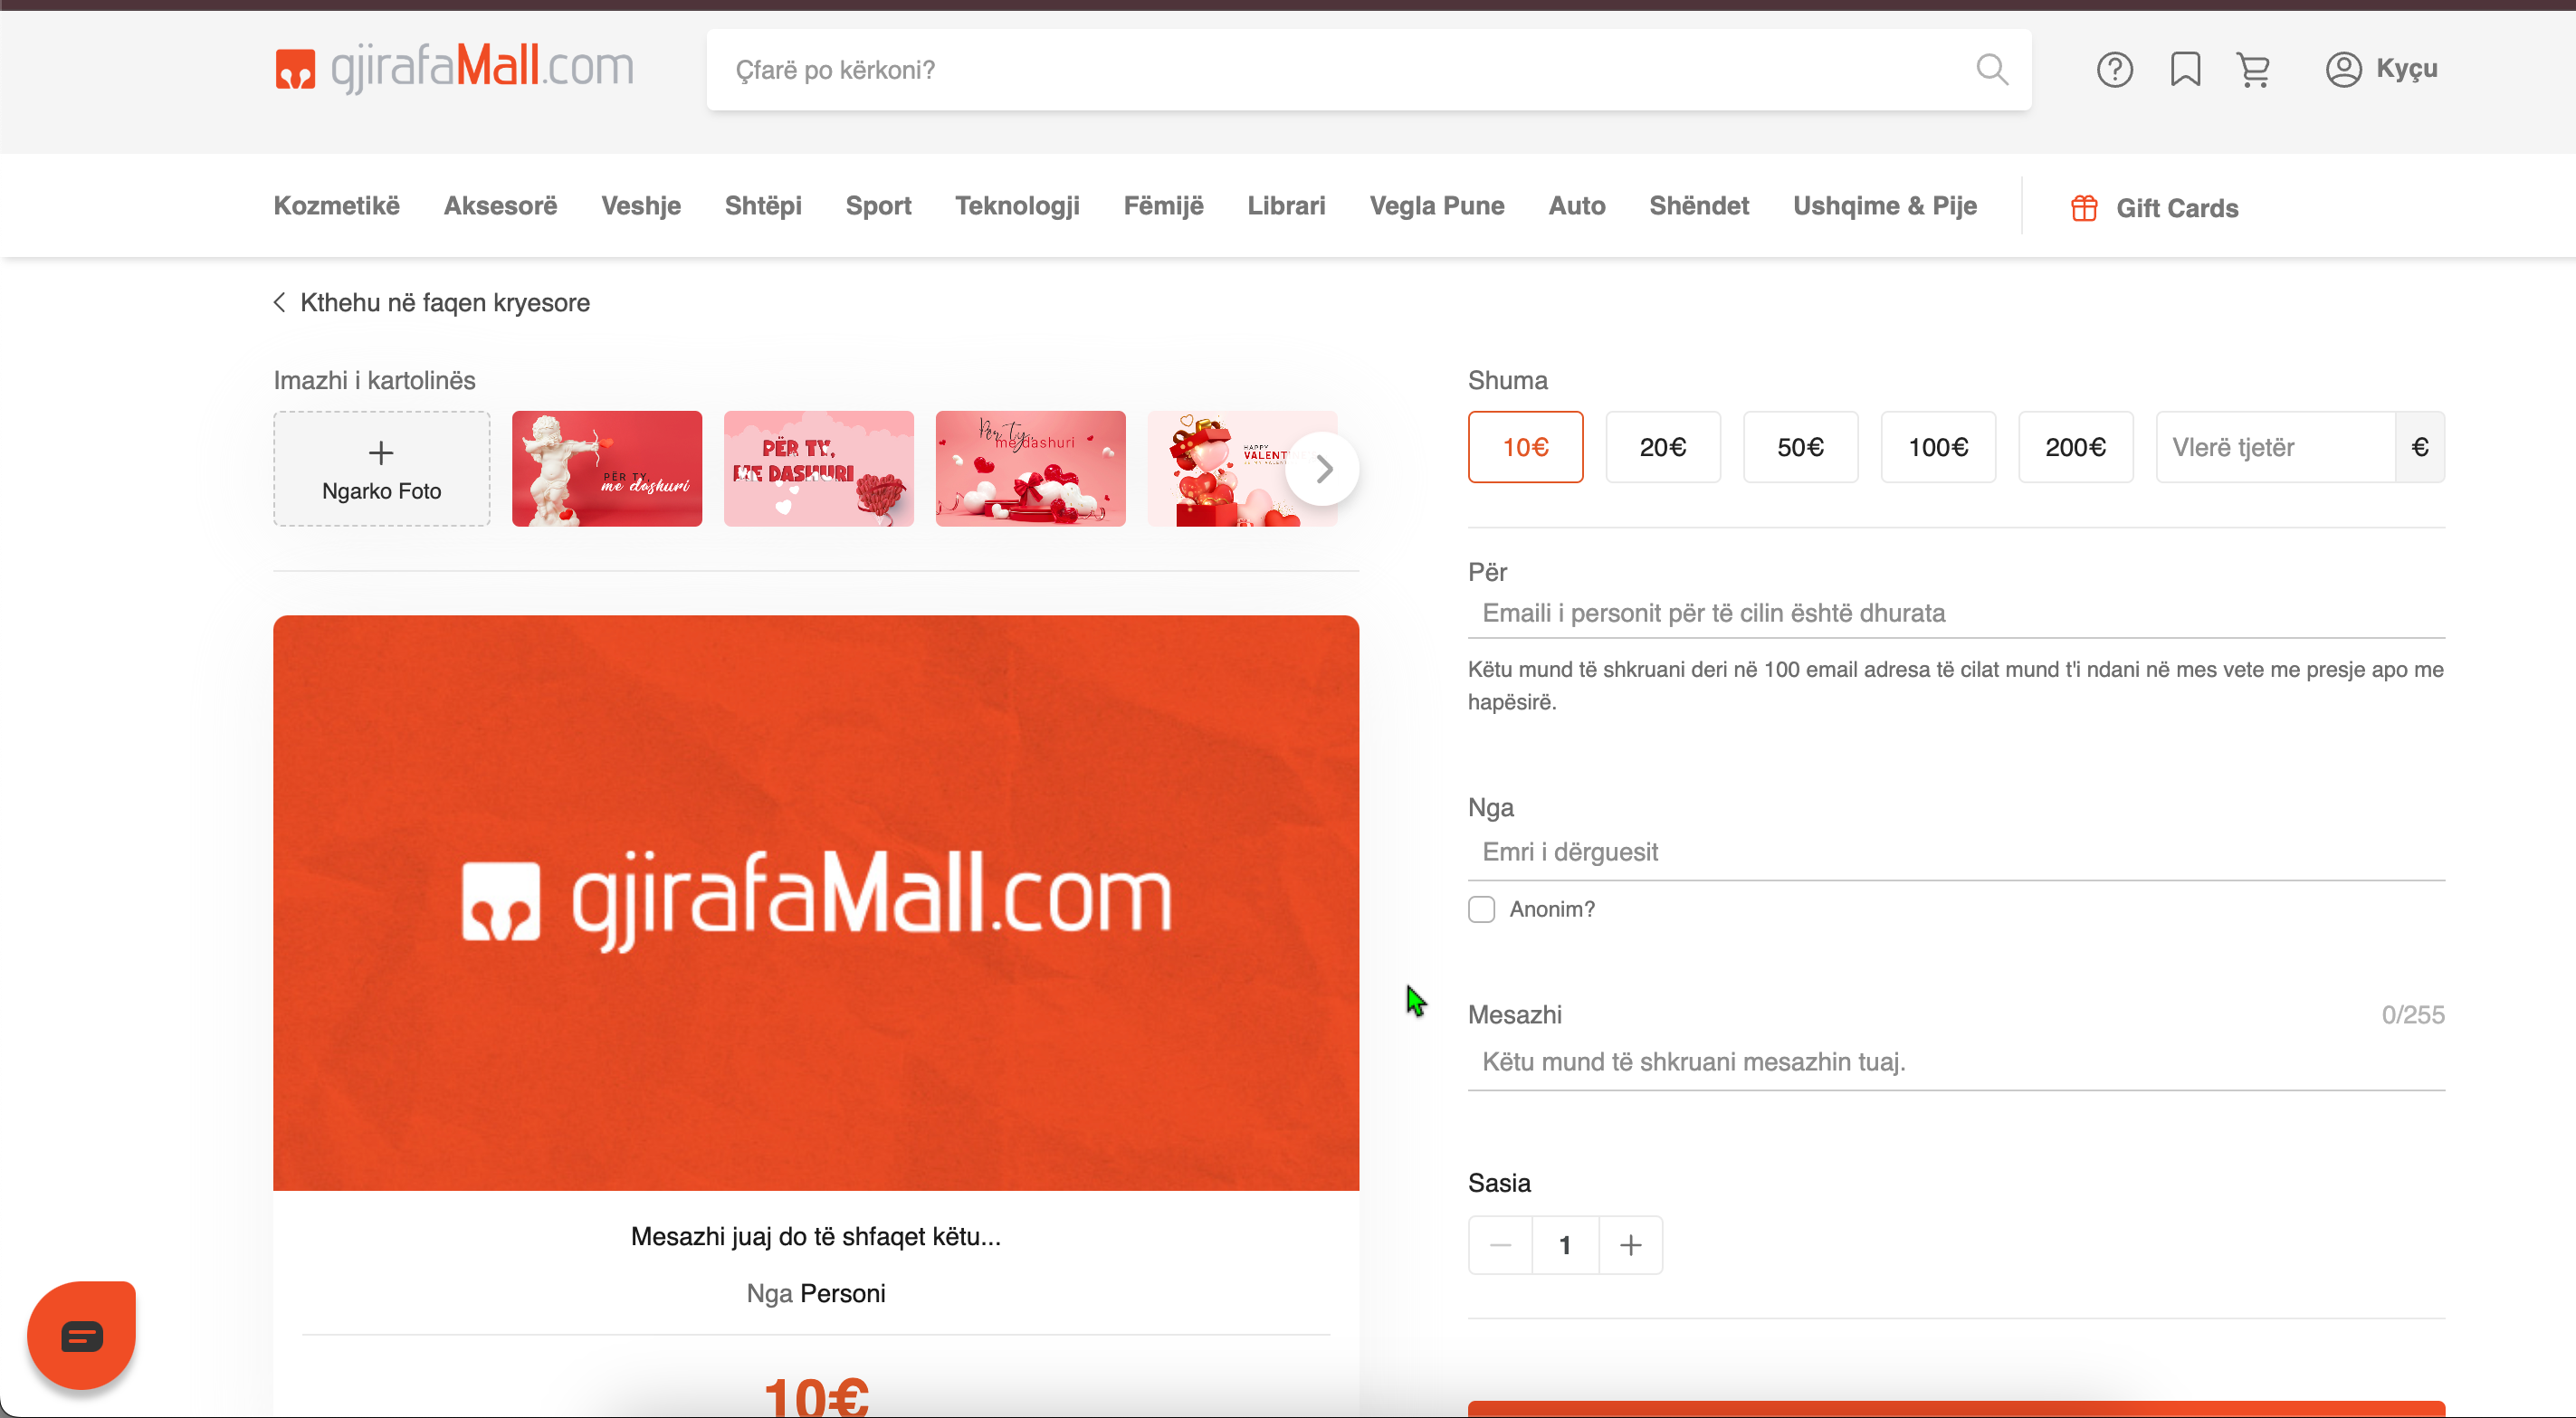 gjirafaMall.com
Çfarë po kërkoni?
Kyçu
Kozmetikë Aksesorë Veshje Shtëpi Sport Teknologji Fëmijë Librari Vegla Pune Auto Shëndet Ushqime & Pije Gift Cards
Kthehu në faqen kryesore
Imazhi i kartolinës
Ngarko Foto
PËR TY,
me dashuri
PËR TY,
ME DASHURI
Për ty,
me dashuri
HAPPY
Shuma
10€ 20€ 50€ 100€ 200€ Vlerë tjetër €
Për
Emaili i personit për të cilin është dhurata
Këtu mund të shkruani deri në 100 email adresa të cilat mund t'i ndani në mes vete me presje apo me
hapësirë.
Nga
Emri i dërguesit
Anonim?
Mesazhi 0/255
Këtu mund të shkruani mesazhin tuaj.
Sasia
1
gjirafaMall.com
Mesazhi juaj do të shfaqet këtu...
Nga Personi
10€